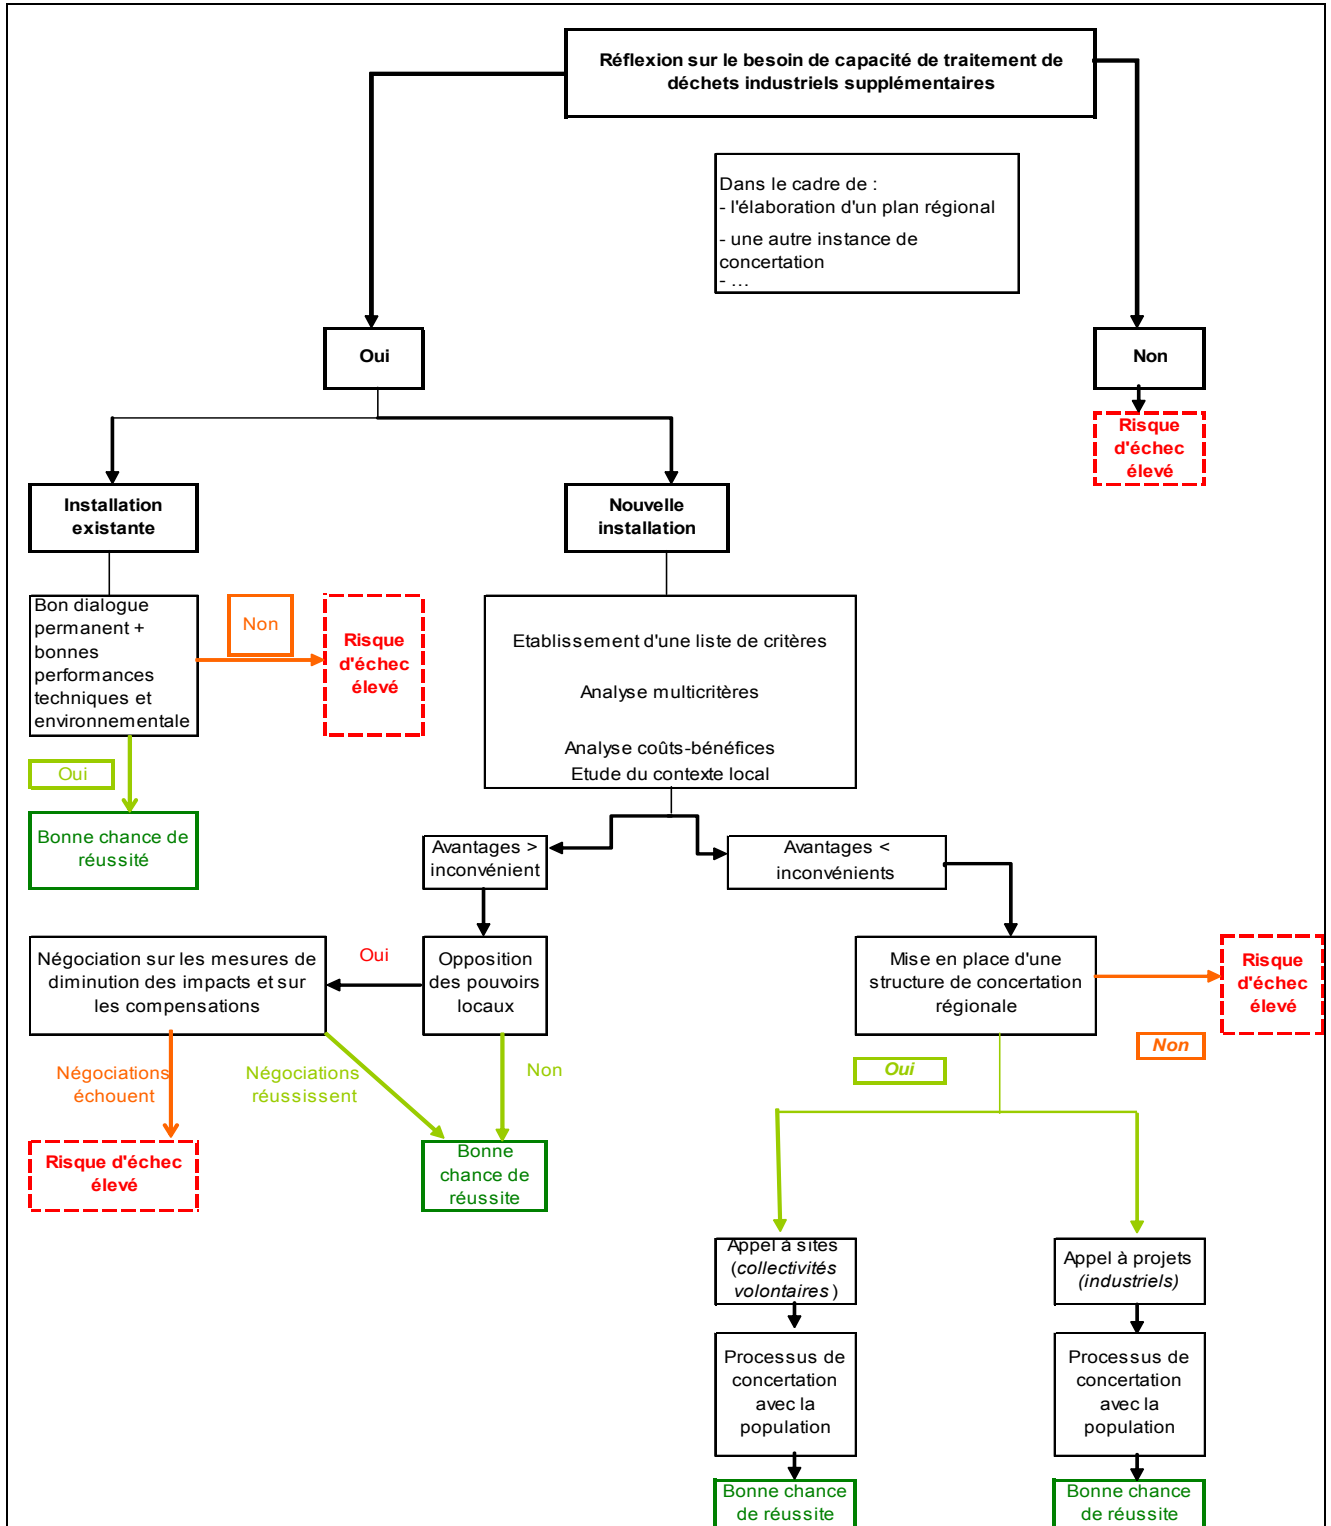 Réflexion sur le besoin de capacité de traitement de
déchets industriels supplémentaires
Dans le cadre de :
- l'élaboration d'un plan régional
- une autre instance de
concertation
- ...
Oui
Non
Risque
d'échec
élevé
Installation
existante
Nouvelle
installation
Bon dialogue
permanent +
bonnes
performances
techniques et
environnementale
Non
Risque
d'échec
élevé
Oui
Bonne chance de
réussité
Etablissement d'une liste de critères
Analyse multicritères
Analyse coûts-bénéfices
Etude du contexte local
Avantages >
inconvénient
Avantages <
inconvénients
Négociation sur les mesures de
diminution des impacts et sur
les compensations
Oui
Opposition
des pouvoirs
locaux
Mise en place d'une
structure de concertation
régionale
Risque
d'échec
élevé
Non
Oui
Négociations
échouent
Négociations
réussissent
Non
Risque d'échec
élevé
Bonne
chance de
réussite
Appel à sites
(collectivités
volontaires )
Appel à projets
(industriels)
Processus de
concertation
avec la
population
Processus de
concertation
avec la
population
Bonne chance
de réussite
Bonne chance
de réussite